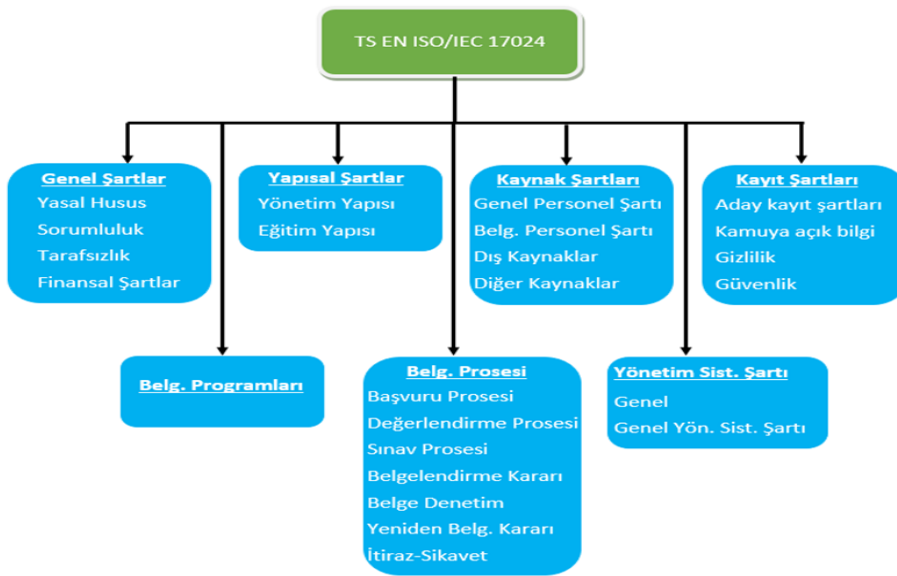 TS EN ISO/IEC 17024
Genel Şartlar
Yasal Husus
Sorumluluk
Tarafsızlık
Finansal Şartlar
Yapısal Şartlar
Yönetim Yapısı
Eğitim Yapısı
Kaynak Şartları
Genel Personel Şartı
Belg. Personel Şartı
Dış Kaynaklar
Diğer Kaynaklar
Kayıt Şartları
Aday kayıt şartları
Kamuya açık bilgi
Gizlilik
Güvenlik
Belg. Programları
Belg. Prosesi
Başvuru Prosesi
Değerlendirme Prosesi
Sınav Prosesi
Belgelendirme Kararı
Belge Denetim
Yeniden Belg. Kararı
İtiraz-Sikavet
Yönetim Sist. Şartı
Genel
Genel Yön. Sist. Şartı